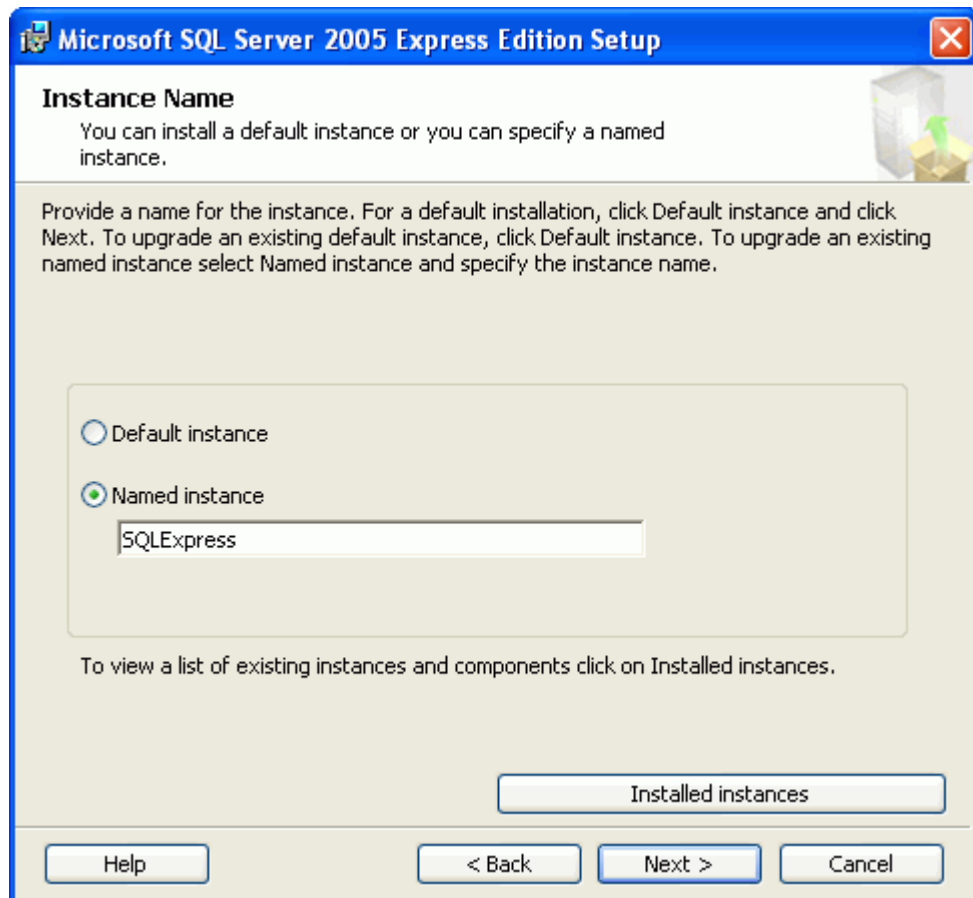 Microsoft SQL Server 2005 Express Edition Setup
Instance Name
You can install a default instance or you can specify a named
instance.
Provide a name for the instance. For a default installation, click Default instance and click
Next. To upgrade an existing default instance, click Default instance. To upgrade an existing
named instance select Named instance and specify the instance name.
Default instance
Named instance
SQLExpress
To view a list of existing instances and components click on Installed instances.
Installed instances
Help
< Back
Next >
Cancel